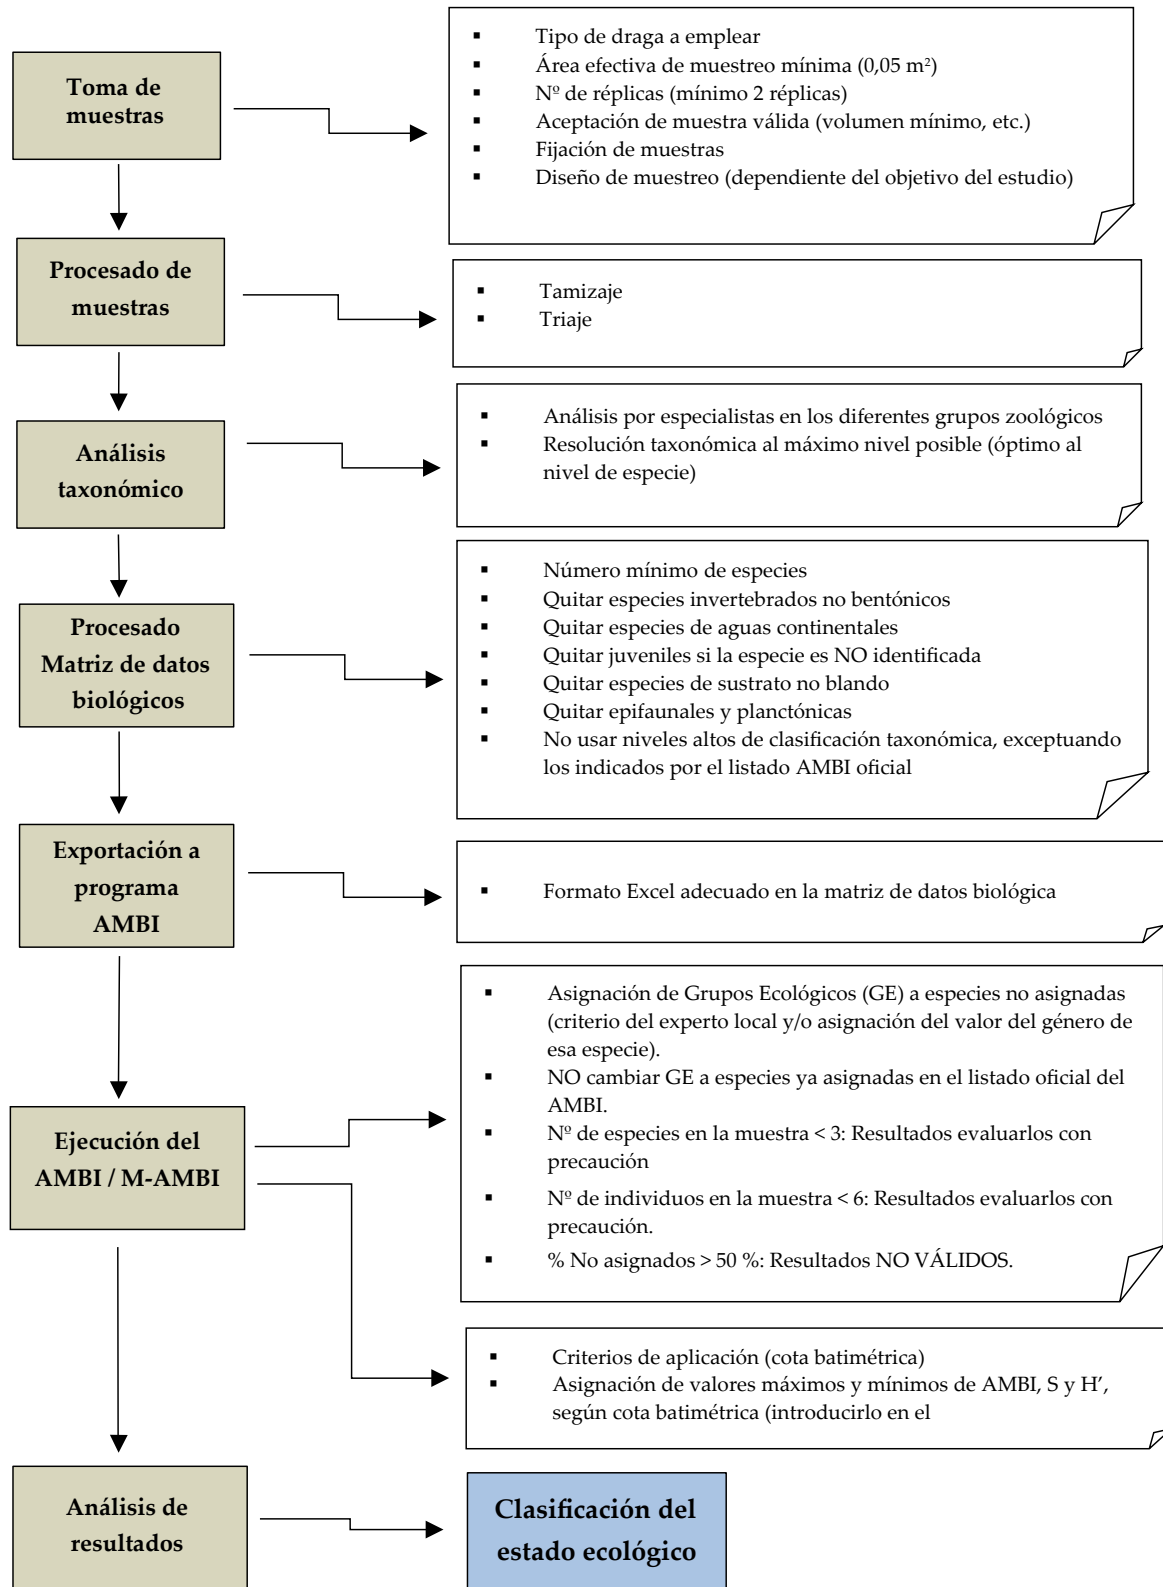 Toma de
muestras
▪ Tipo de draga a emplear
▪ Área efectiva de muestreo mínima (0,05 m²)
▪ Nº de réplicas (mínimo 2 réplicas)
▪ Aceptación de muestra válida (volumen mínimo, etc.)
▪ Fijación de muestras
▪ Diseño de muestreo (dependiente del objetivo del estudio)
Procesado de
muestras
▪ Tamizaje
▪ Triaje
Análisis
taxonómico
▪ Análisis por especialistas en los diferentes grupos zoológicos
▪ Resolución taxonómica al máximo nivel posible (óptimo al
nivel de especie)
Procesado
Matriz de datos
biológicos
▪ Número mínimo de especies
▪ Quitar especies invertebrados no bentónicos
▪ Quitar especies de aguas continentales
▪ Quitar juveniles si la especie es NO identificada
▪ Quitar especies de sustrato no blando
▪ Quitar epifaunales y planctónicas
▪ No usar niveles altos de clasificación taxonómica, exceptuando
los indicados por el listado AMBI oficial
Exportación a
programa
AMBI
▪ Formato Excel adecuado en la matriz de datos biológica
Ejecución del
AMBI / M-AMBI
▪ Asignación de Grupos Ecológicos (GE) a especies no asignadas
(criterio del experto local y/o asignación del valor del género de
esa especie).
▪ NO cambiar GE a especies ya asignadas en el listado oficial del
AMBI.
▪ Nº de especies en la muestra < 3: Resultados evaluarlos con
precaución
▪ Nº de individuos en la muestra < 6: Resultados evaluarlos con
precaución.
▪ % No asignados > 50 %: Resultados NO VÁLIDOS.
▪ Criterios de aplicación (cota batimétrica)
▪ Asignación de valores máximos y mínimos de AMBI, S y H’,
según cota batimétrica (introducirlo en el
Análisis de
resultados
Clasificación del
estado ecológico